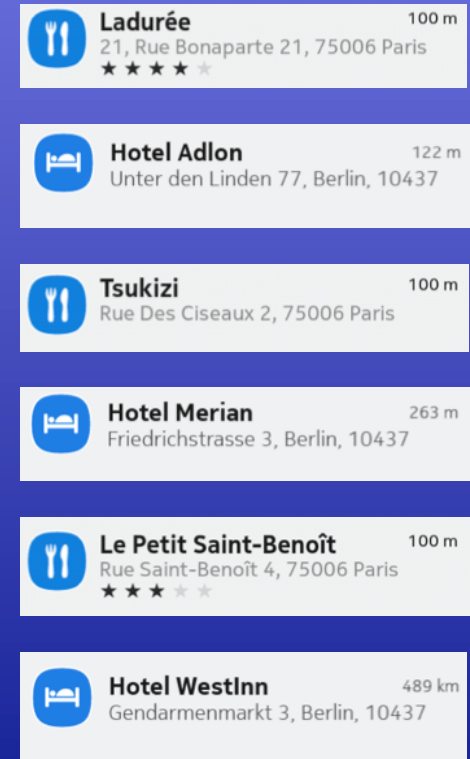 Ladurée 100 m
21, Rue Bonaparte 21, 75006 Paris
Hotel Adlon 122 m
Unter den Linden 77, Berlin, 10437
Tsukizi 100 m
Rue Des Ciseaux 2, 75006 Paris
Hotel Merian 263 m
Friedrichstrasse 3, Berlin, 10437
Le Petit Saint-Benoît 100 m
Rue Saint-Benoît 4, 75006 Paris
Hotel WestInn 489 km
Gendarmenmarkt 3, Berlin, 10437